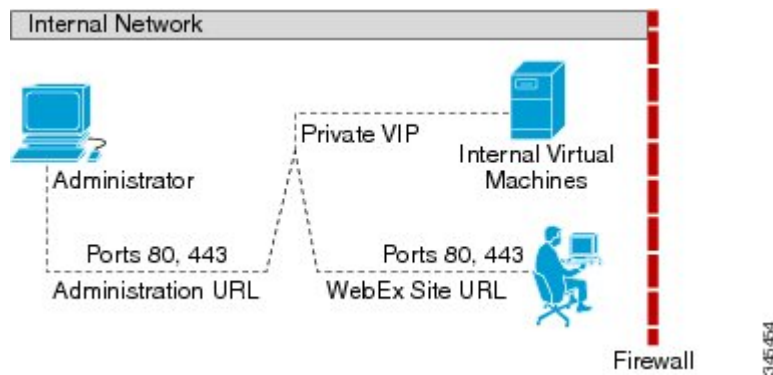 Internal Network
Private VIP
Internal Virtual
Machines
Administrator
Ports 80, 443
Administration URL
Ports 80, 443
WebEx Site URL
Firewall
345454